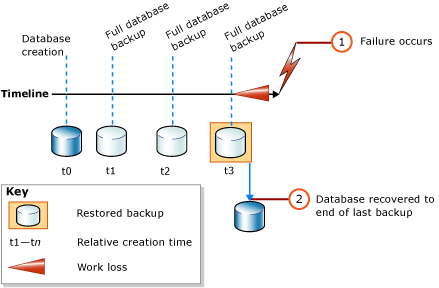 Database
creation
Full database
backup
Full database
backup
Full database
backup
1
Failure occurs
Timeline
t0
t1
t2
t3
Key
Restored backup
t1—tn
Relative creation time
Work loss
2
Database recovered to
end of last backup